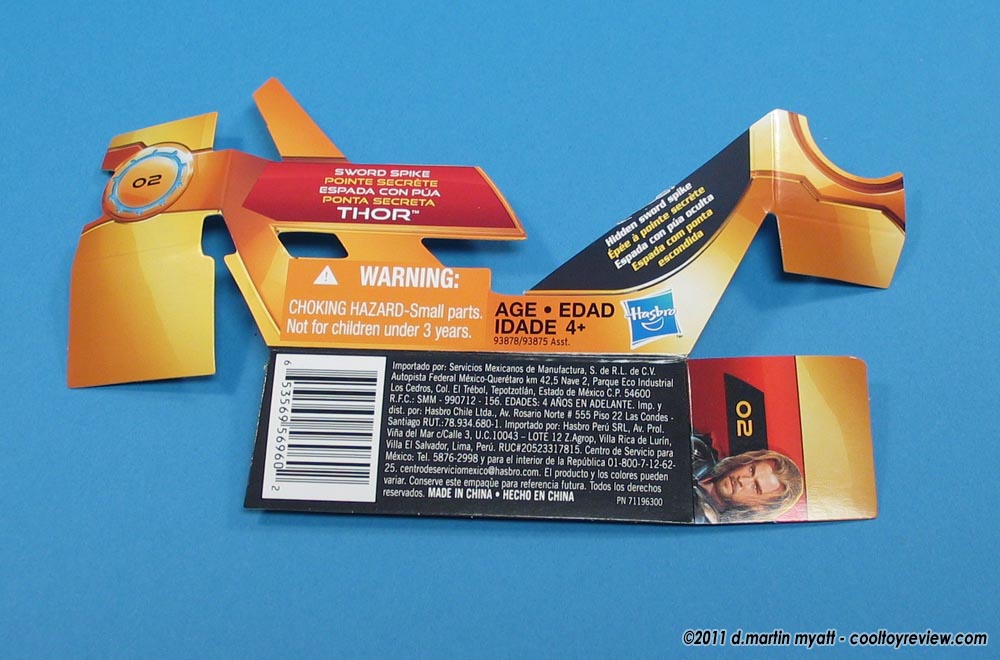 02
SWORD SPIKE
POINTE SECRÈTE
ESPADA CON PÚA
PONTA SECRETA
THOR™
Hidden sword spike
Épée à pointe secrète
Espada con púa oculta
Espada com ponta
escondida
WARNING:
CHOKING HAZARD-Small parts.
Not for children under 3 years.
AGE • EDAD
IDADE 4+
93878/93875 Asst.
Hasbro
™
6 53569 56960 2
Importado por: Servicios Mexicanos de Manufactura, S. de R.L. de C.V.
Autopista Federal México-Querétaro km 42,5 Nave 2, Parque Eco Industrial
Los Cedros, Col. El Trébol, Tepotzotlán, Estado de México C.P. 54600
R.F.C.: SMM - 990712 - 156. EDADES: 4 AÑOS EN ADELANTE. Imp. y
dist. por: Hasbro Chile Ltda., Av. Rosario Norte # 555 Piso 22 Las Condes -
Santiago RUT.:78.934.680-1. Importado por: Hasbro Perú SRL, Av. Prol.
Viña del Mar c/Calle 3, U.C.10043 – LOTE 12 Z.Agrop, Villa Rica de Lurín,
Villa El Salvador, Lima, Perú. RUC#20523317815. Centro de Servicio para
México: Tel. 5876-2998 y para el interior de la República 01-800-7-12-62-
25. centrodeserviciomexico@hasbro.com. El producto y los colores pueden
variar. Conserve este empaque para referencia futura. Todos los derechos
reservados. MADE IN CHINA • HECHO EN CHINA
PN 71196300
02
©2011 d.martin myatt - cooltoyreview.com